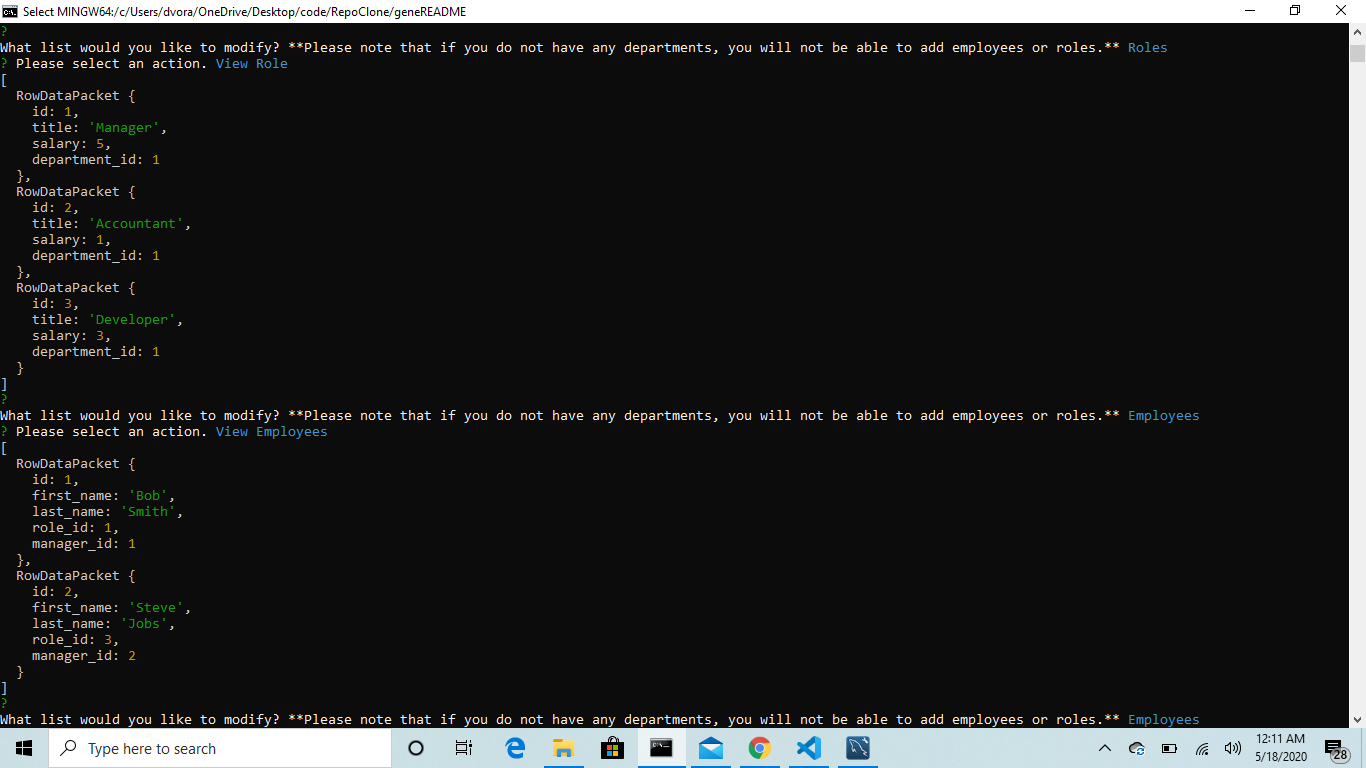 Select MINGW64:/c/Users/dvora/OneDrive/Desktop/code/RepoClone/geneREADME
?
What list would you like to modify? **Please note that if you do not have any departments, you will not be able to add employees or roles.** Roles
? Please select an action. View Role
[
  RowDataPacket {
    id: 1,
    title: 'Manager',
    salary: 5,
    department_id: 1
  },
  RowDataPacket {
    id: 2,
    title: 'Accountant',
    salary: 1,
    department_id: 1
  },
  RowDataPacket {
    id: 3,
    title: 'Developer',
    salary: 3,
    department_id: 1
  }
]
?
What list would you like to modify? **Please note that if you do not have any departments, you will not be able to add employees or roles.** Employees
? Please select an action. View Employees
[
  RowDataPacket {
    id: 1,
    first_name: 'Bob',
    last_name: 'Smith',
    role_id: 1,
    manager_id: 1
  },
  RowDataPacket {
    id: 2,
    first_name: 'Steve',
    last_name: 'Jobs',
    role_id: 3,
    manager_id: 2
  }
]
?
What list would you like to modify? **Please note that if you do not have any departments, you will not be able to add employees or roles.** Employees
Type here to search
12:11 AM
5/18/2020
28